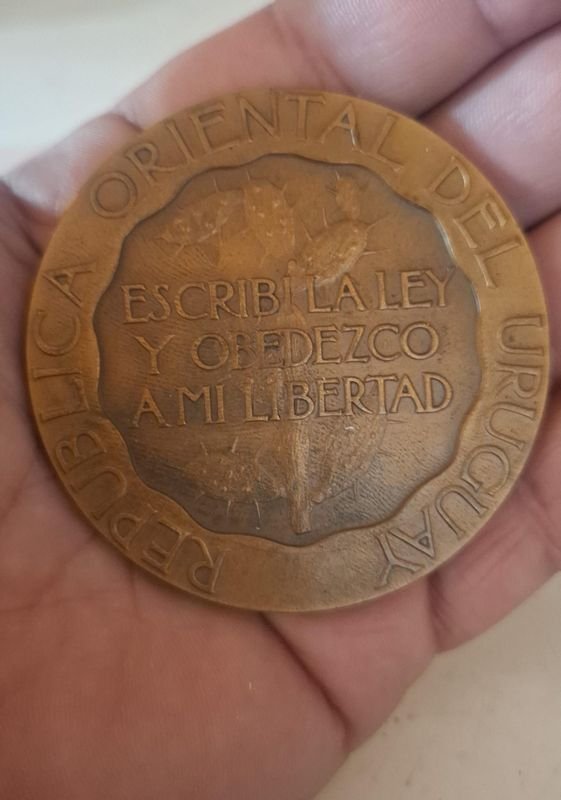 REPUBLICA ORIENTAL DEL URUGUAY
ESCRIBI LA LEY
Y OBEDEZCO
A MI LIBERTAD